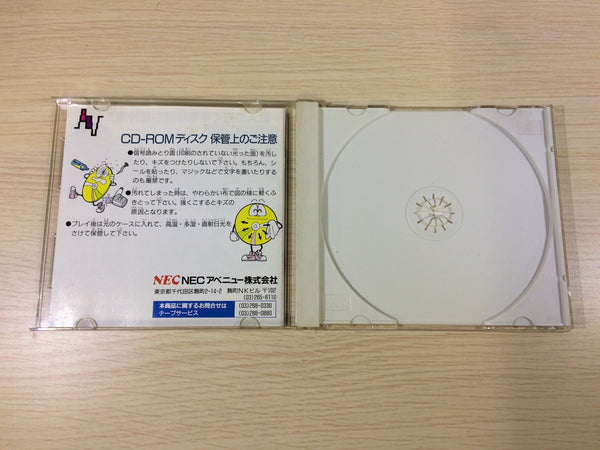 CD-ROMディスク 保管上のご注意
●信号読みとり面(印刷のされていない光った面)を汚し
たり、キズをつけたりしないで下さい。もちろん、シ
ールを貼ったり、マジックなどで文字を書いたりする
のも厳禁です。
●汚れてしまった時は、やわらかい布で図の様に軽くふ
きとって下さい。強くこするとキズの
原因となります。
●プレイ後は元のケースに入れて、高温・多湿・直射日光を
さけて保管して下さい。
NEC NECアベニュー株式会社
東京都千代田区麹町2-14-2 麹町NKビル 〒102
(03)265-6110
本商品に関するお問合せは (03)288-0330
テープサービス (03)288-0880